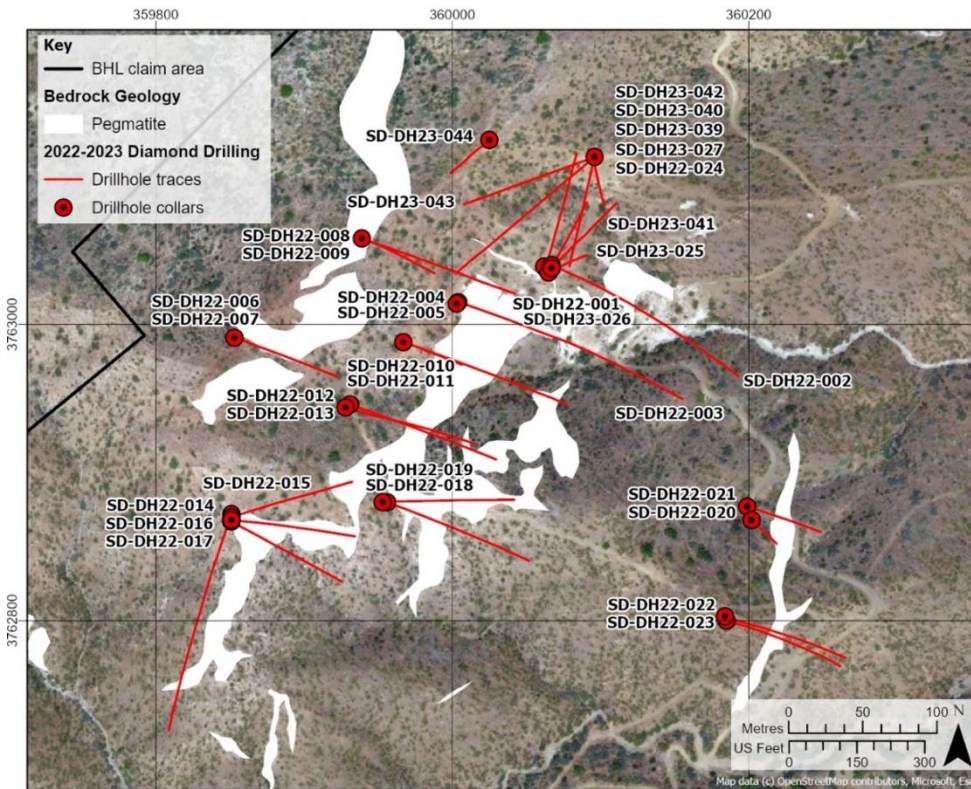 359800
360000
360200
Key
BHL claim area
Bedrock Geology
Pegmatite
2022-2023 Diamond Drilling
Drillhole traces
Drillhole collars
SD-DH23-042
SD-DH23-040
SD-DH23-039
SD-DH23-027
SD-DH22-024
SD-DH23-044
SD-DH23-043
SD-DH23-041
SD-DH22-008
SD-DH22-009
SD-DH23-025
SD-DH22-006
SD-DH22-007
SD-DH22-004
SD-DH22-005
SD-DH22-001
SD-DH23-026
3763000
SD-DH22-010
SD-DH22-011
SD-DH22-002
SD-DH22-012
SD-DH22-013
SD-DH22-003
SD-DH22-019
SD-DH22-018
SD-DH22-015
SD-DH22-014
SD-DH22-016
SD-DH22-017
SD-DH22-021
SD-DH22-020
SD-DH22-022
SD-DH22-023
3762800
0 50 100 N
Metres
US Feet
0 150 300
Map data (c) OpenStreetMap contributors, Microsoft, Es